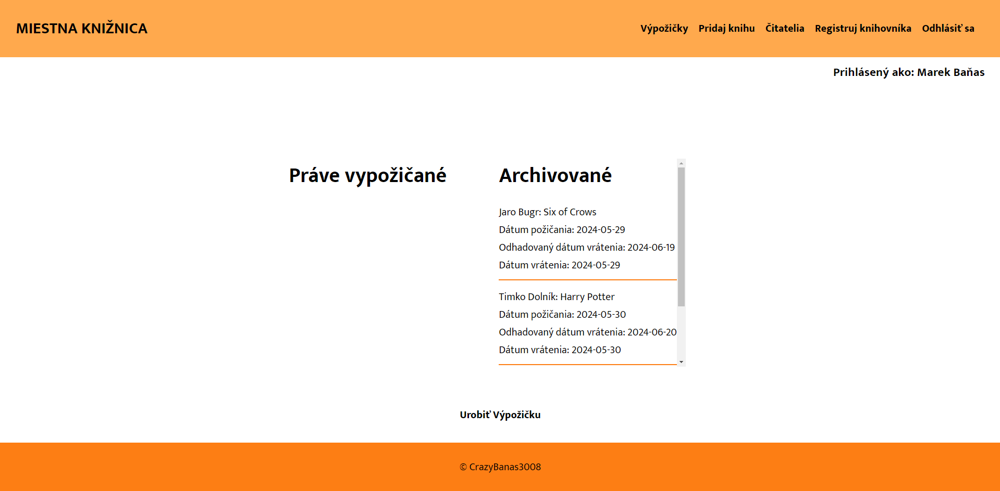 MIESTNA KNIŽNICA
Výpožičky Pridaj knihu Čitatelia Registruj knihovníka Odhlásiť sa
Prihlásený ako: Marek Baňas
Práve vypožičané
Archivované
Jaro Bugr: Six of Crows
Dátum požičania: 2024-05-29
Odhadovaný dátum vrátenia: 2024-06-19
Dátum vrátenia: 2024-05-29
Timko Dolník: Harry Potter
Dátum požičania: 2024-05-30
Odhadovaný dátum vrátenia: 2024-06-20
Dátum vrátenia: 2024-05-30
Urobiť Výpožičku
© CrazyBanas3008